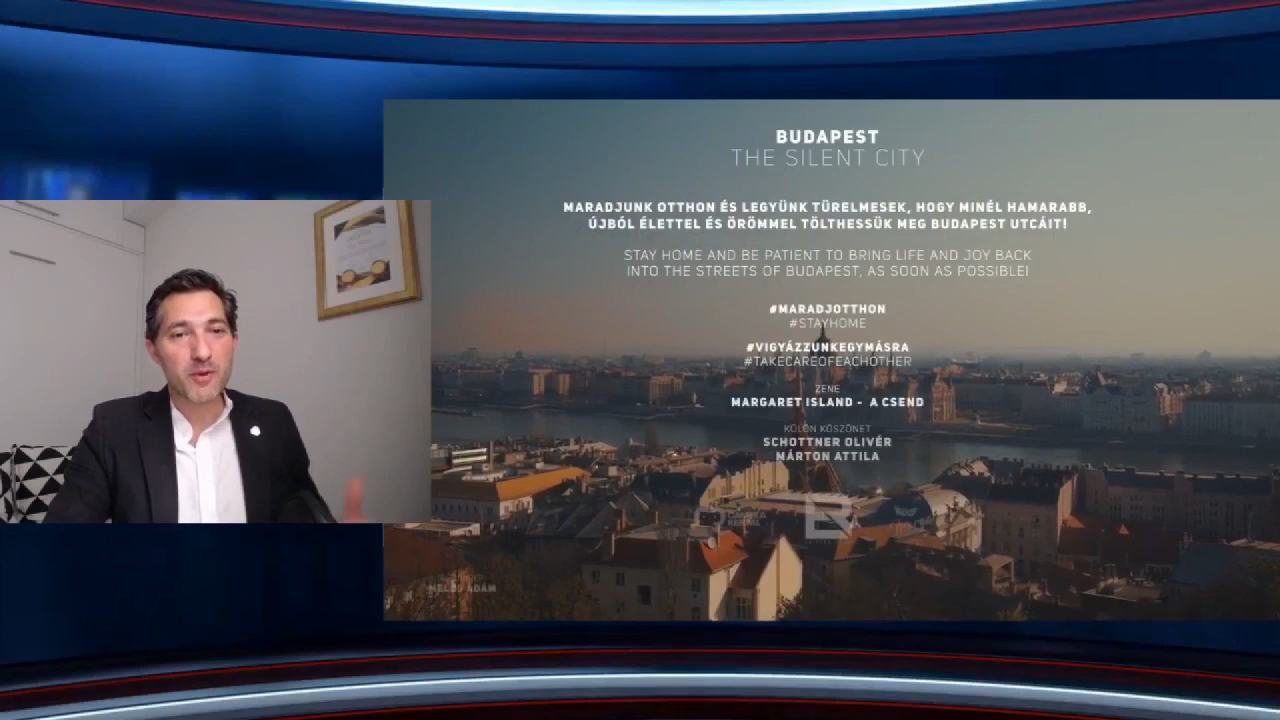 BUDAPEST
THE SILENT CITY
MARADJUNK OTTHON ÉS LEGYÜNK TÜRELMESEK, HOGY MINÉL HAMARABB,
ÚJBÓL ÉLETTEL ÉS ÖRÖMMEL TÖLTHESSÜK MEG BUDAPEST UTCÁIT!
STAY HOME AND BE PATIENT TO BRING LIFE AND JOY BACK
INTO THE STREETS OF BUDAPEST, AS SOON AS POSSIBLE!
#MARADJOTTHON
#STAYHOME
#VIGYÁZZUNKEGYMÁSRA
#TAKECAREOFEACHOTHER
ZENE
MARGARET ISLAND - A CSEND
KÜLÖN KÖSZÖNET
SCHOTTNER OLIVÉR
MÁRTON ATTILA
ÁDÁM